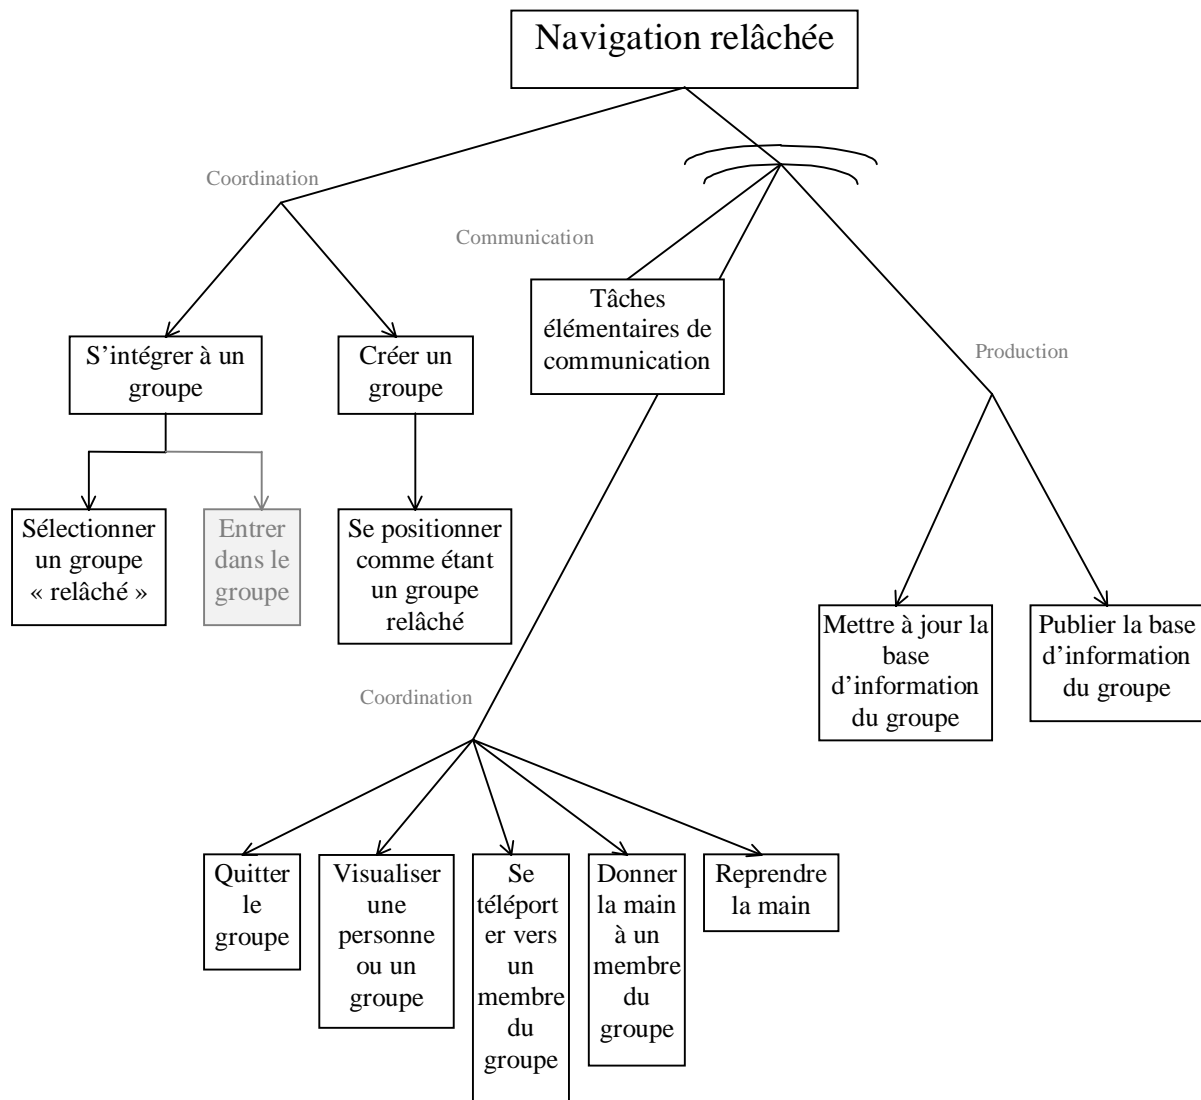 Navigation relâchée
Coordination
Communication
Tâches
élémentaires de
communication
Production
S’intégrer à un
groupe
Créer un
groupe
Sélectionner
un groupe
« relâché »
Entrer
dans le
groupe
Se positionner
comme étant
un groupe
relâché
Mettre à jour la
base
d’information
du groupe
Publier la base
d’information
du groupe
Coordination
Quitter
le
groupe
Visualiser
une
personne
ou un
groupe
Se
téléport
er vers
un
membre
du
groupe
Donner
la main
à un
membre
du
groupe
Reprendre
la main